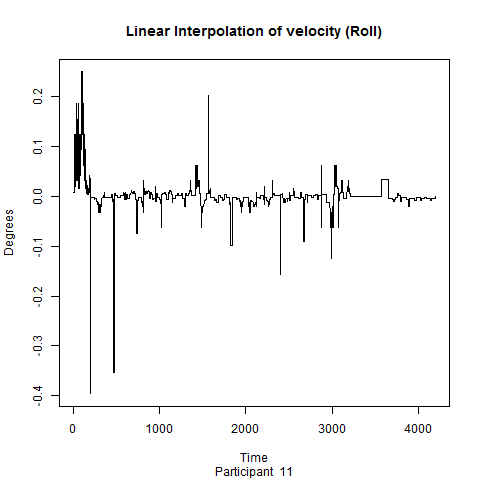 Linear Interpolation of velocity (Roll)
Degrees
0.2
0.1
0.0
-0.1
-0.2
-0.3
-0.4
0 1000 2000 3000 4000
Time
Participant 11